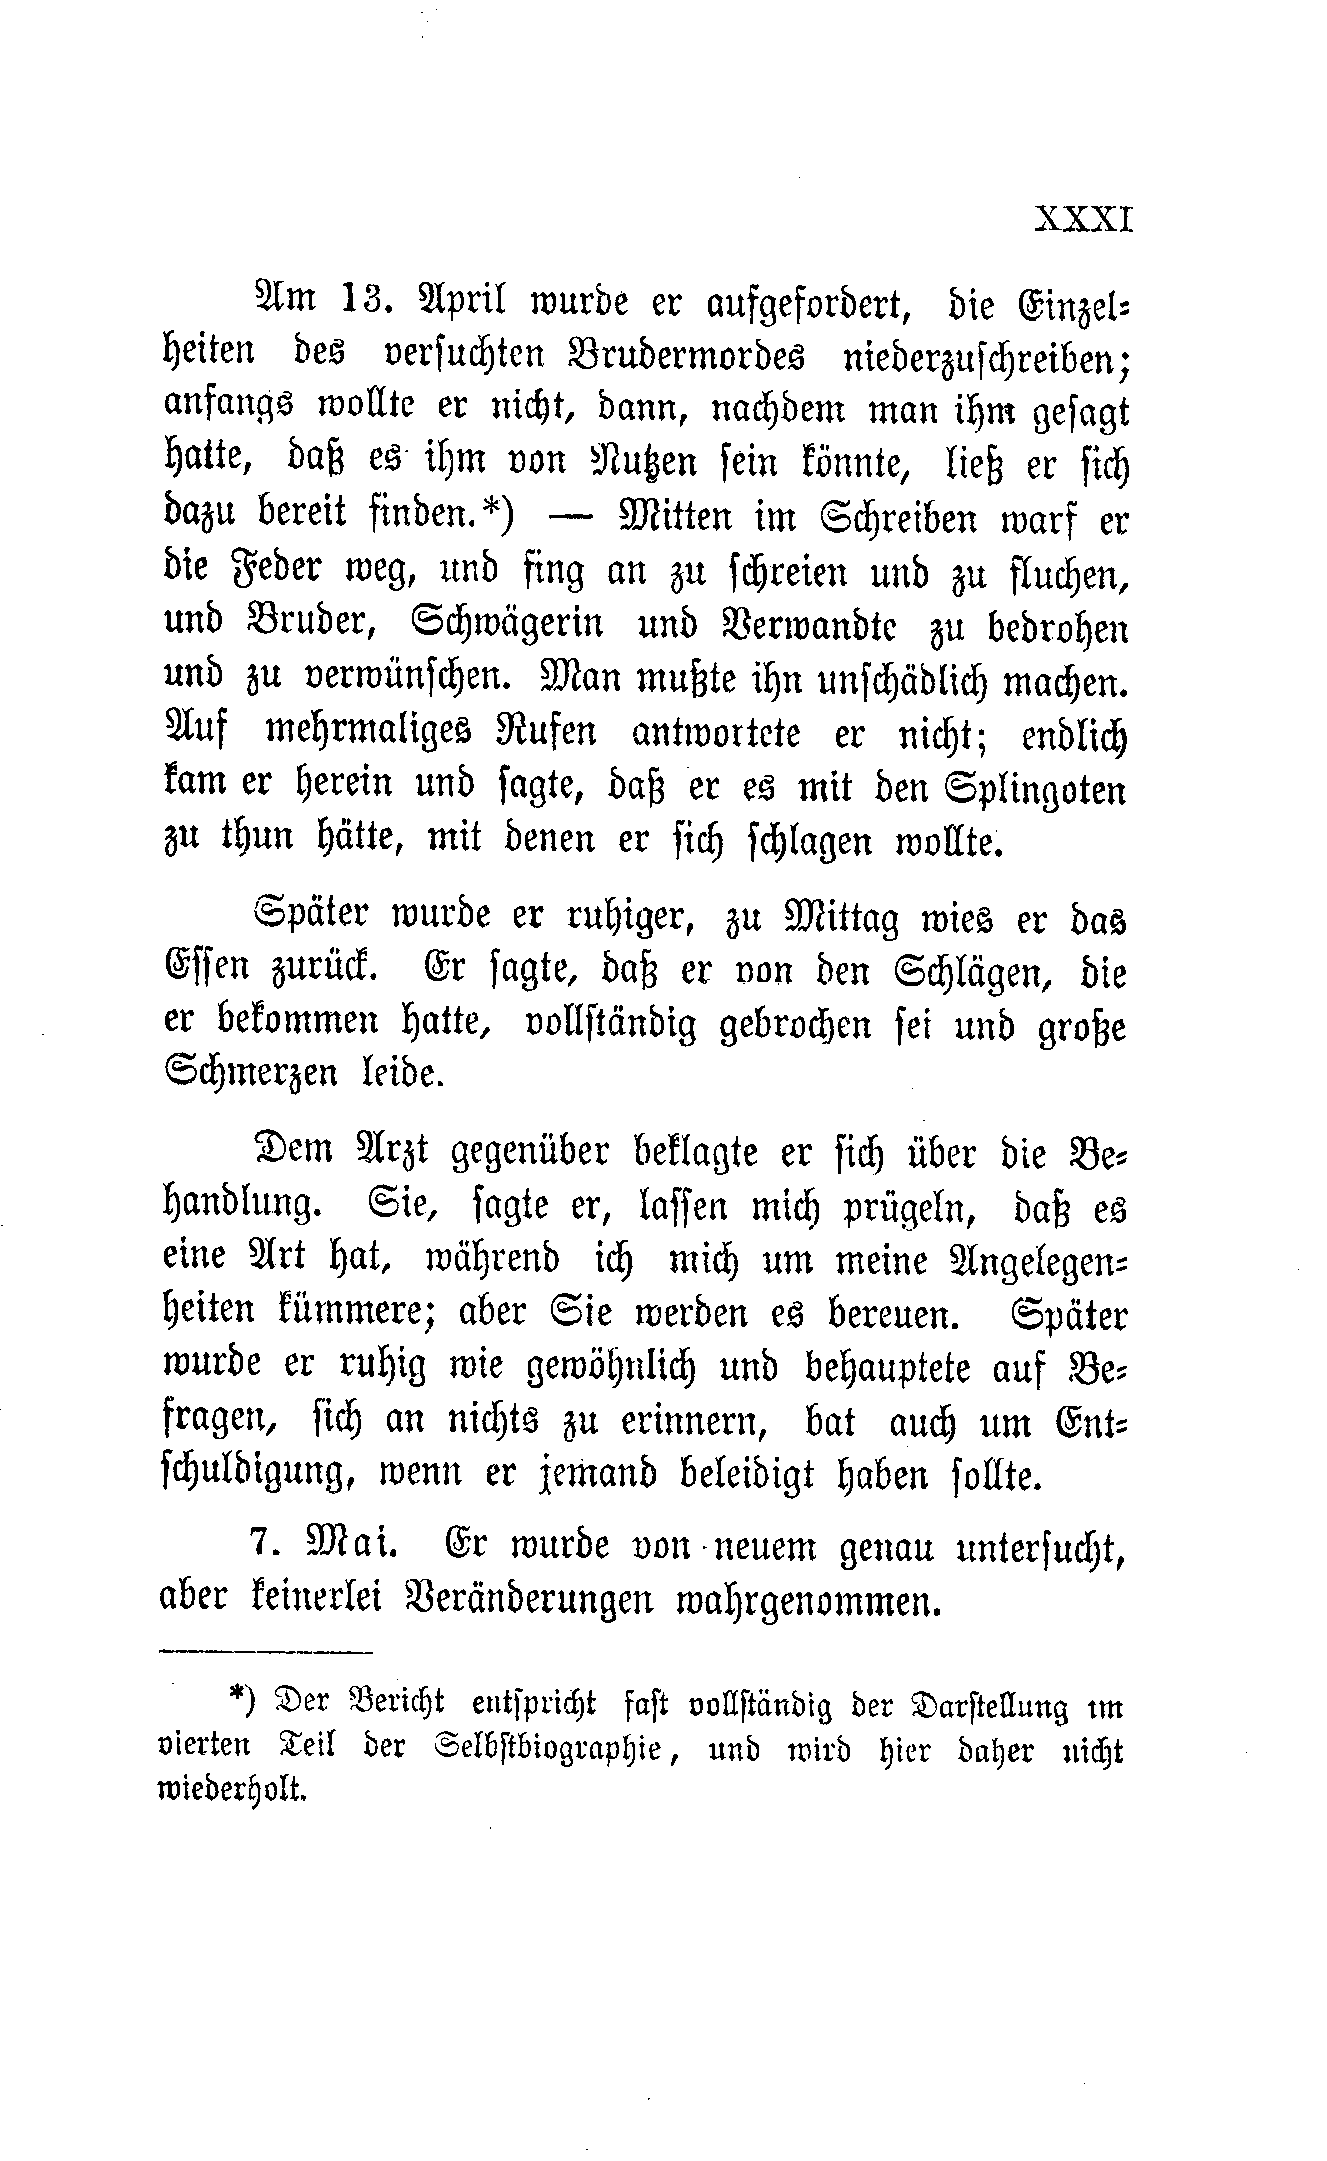 XXXI
Am 13. April wurde er aufgefordert, die Einzel=
heiten des versuchten Brudermordes niederzuschreiben;
anfangs wollte er nicht, dann, nachdem man ihm gesagt
hatte, daß es ihm von Nutzen sein könnte, ließ er sich
dazu bereit finden.*) — Mitten im Schreiben warf er
die Feder weg, und fing an zu schreien und zu fluchen,
und Bruder, Schwägerin und Verwandte zu bedrohen
und zu verwünschen. Man mußte ihn unschädlich machen.
Auf mehrmaliges Rufen antwortete er nicht; endlich
kam er herein und sagte, daß er es mit den Splingoten
zu thun hätte, mit denen er sich schlagen wollte.
Später wurde er ruhiger, zu Mittag wies er das
Essen zurück. Er sagte, daß er von den Schlägen, die
er bekommen hatte, vollständig gebrochen sei und große
Schmerzen leide.
Dem Arzt gegenüber beklagte er sich über die Be=
handlung. Sie, sagte er, lassen mich prügeln, daß es
eine Art hat, während ich mich um meine Angelegen=
heiten kümmere; aber Sie werden es bereuen. Später
wurde er ruhig wie gewöhnlich und behauptete auf Be=
fragen, sich an nichts zu erinnern, bat auch um Ent=
schuldigung, wenn er jemand beleidigt haben sollte.
7. Mai. Er wurde von neuem genau untersucht,
aber keinerlei Veränderungen wahrgenommen.
*) Der Bericht entspricht fast vollständig der Darstellung im
vierten Teil der Selbstbiographie, und wird hier daher nicht
wiederholt.